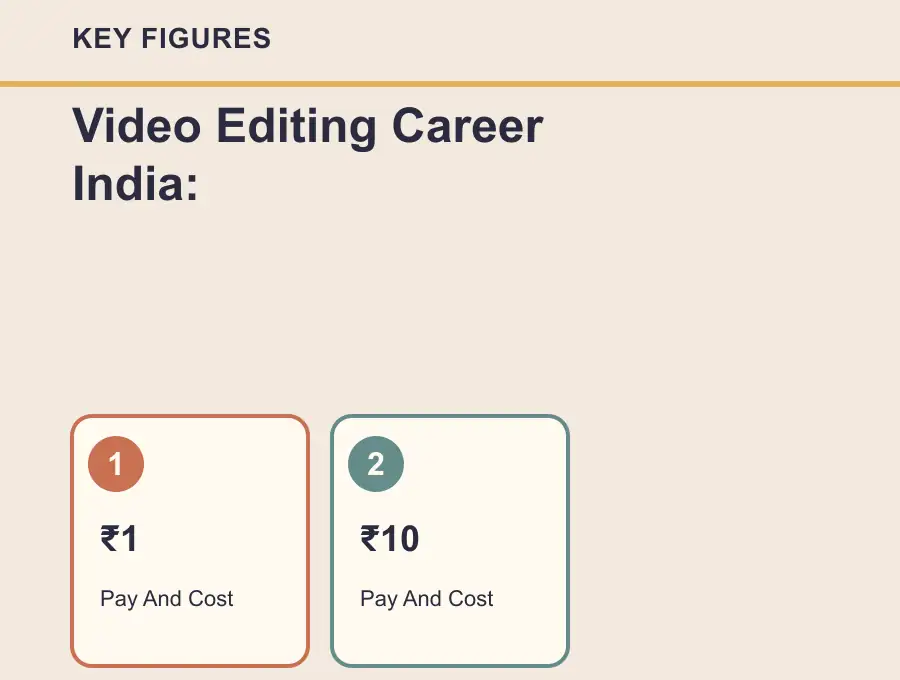 KEY FIGURES
Video Editing Career
India:
1
2
₹1
₹10
Pay And Cost
Pay And Cost